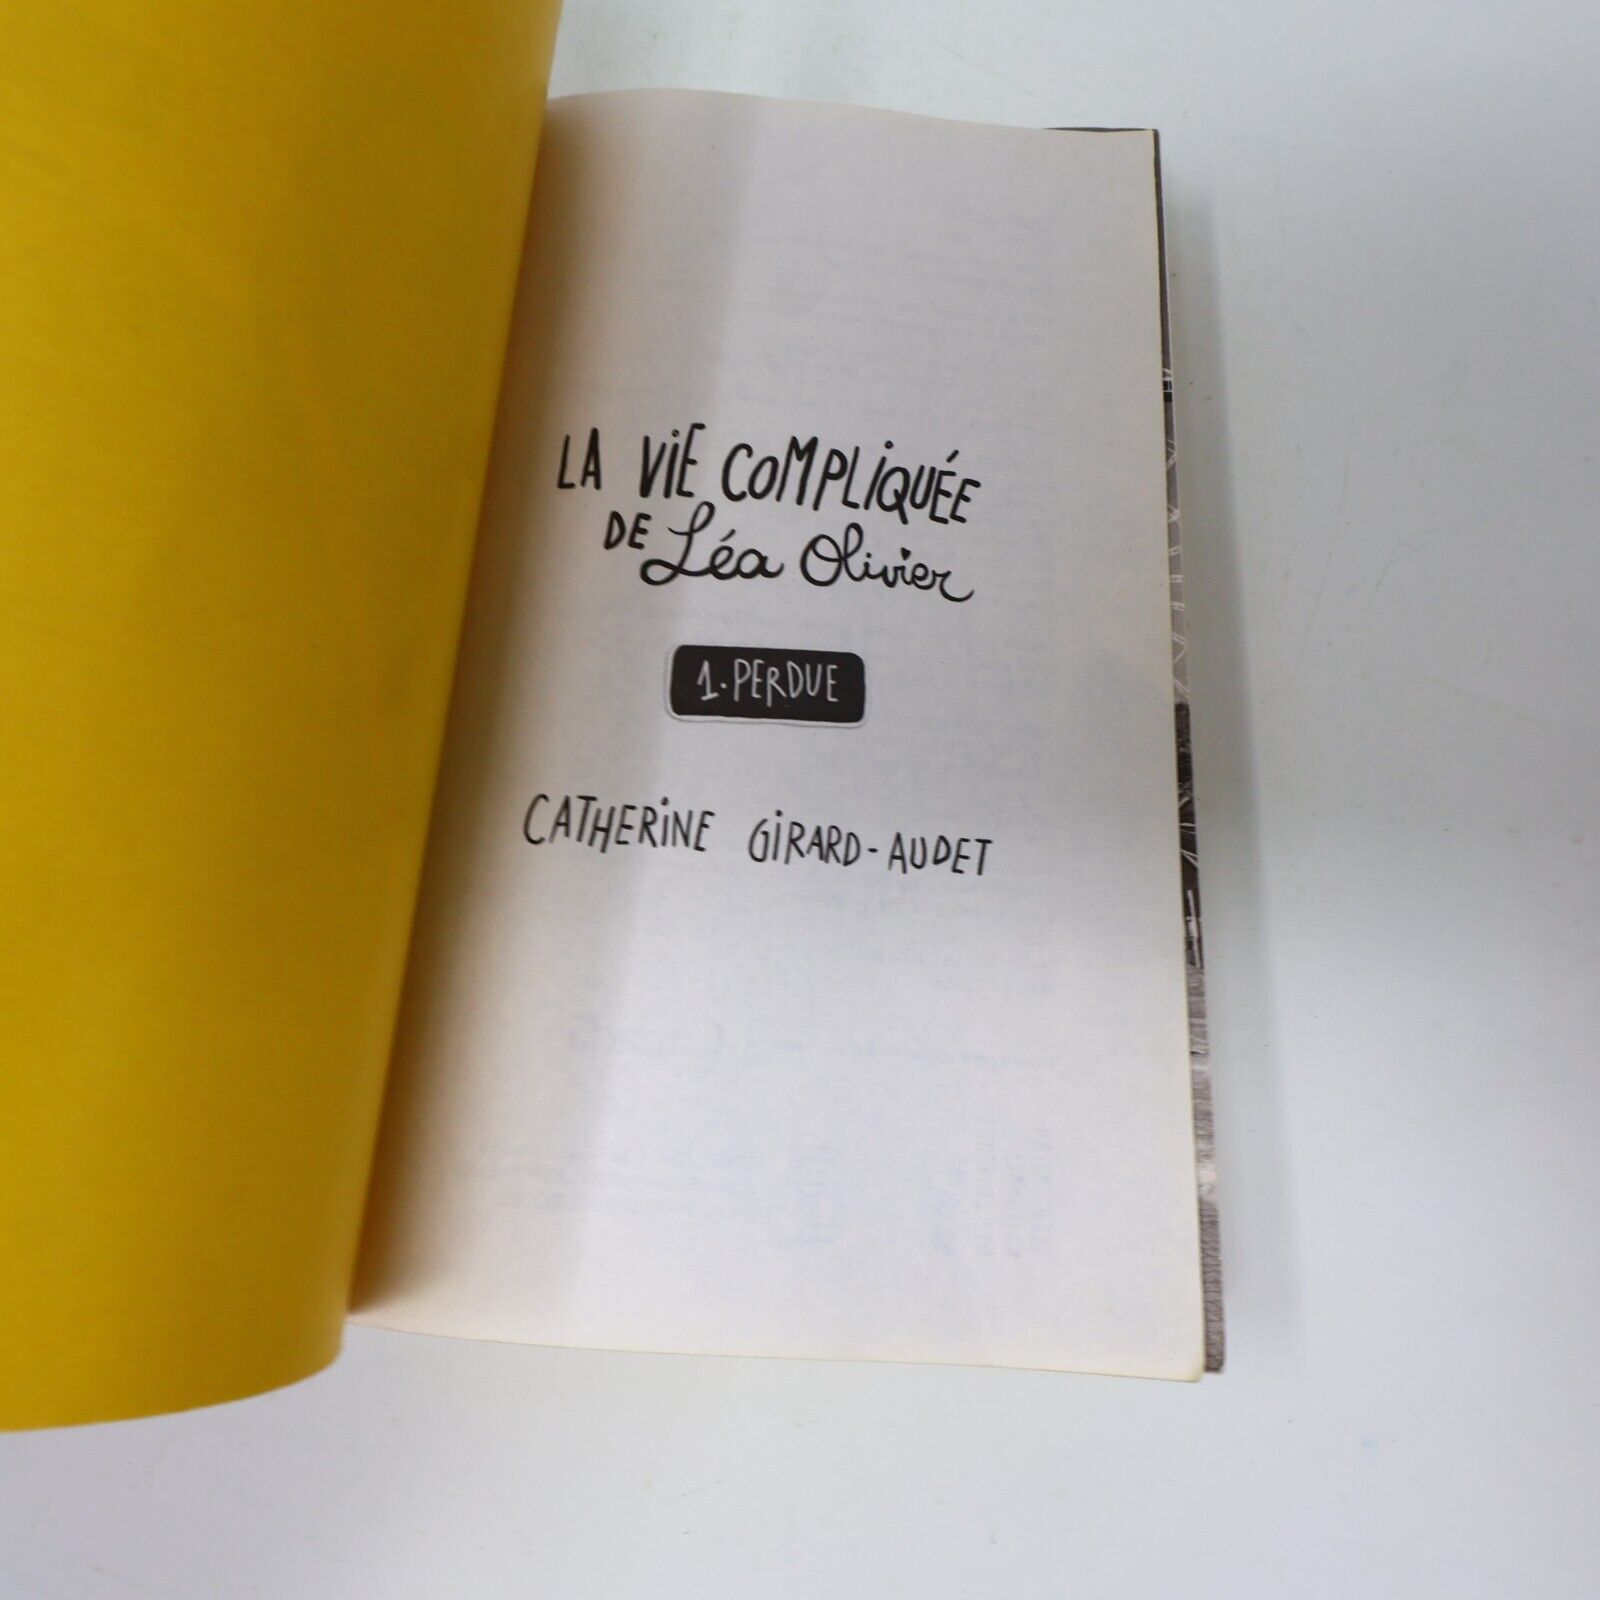 LA ViE COMPLiQUÉE
DE Léa Olivier
1. PERDUE
CATHERiNE GiRARD-AUDET